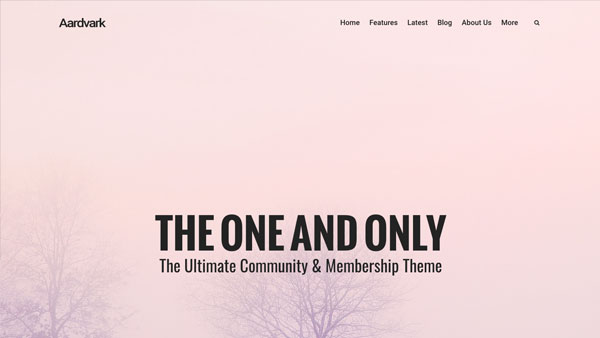 Aardvark
Home Features Latest Blog About Us More
THE ONE AND ONLY
The Ultimate Community & Membership Theme